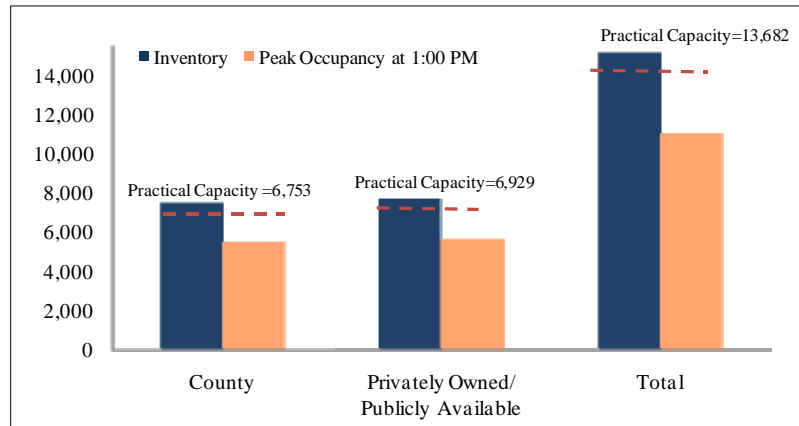 Practical Capacity=13,682
Inventory
Peak Occupancy at 1:00 PM
14,000
12,000
10,000
8,000
6,000
4,000
2,000
0
Practical Capacity =6,753
Practical Capacity=6,929
County
Privately Owned/
Publicly Available
Total